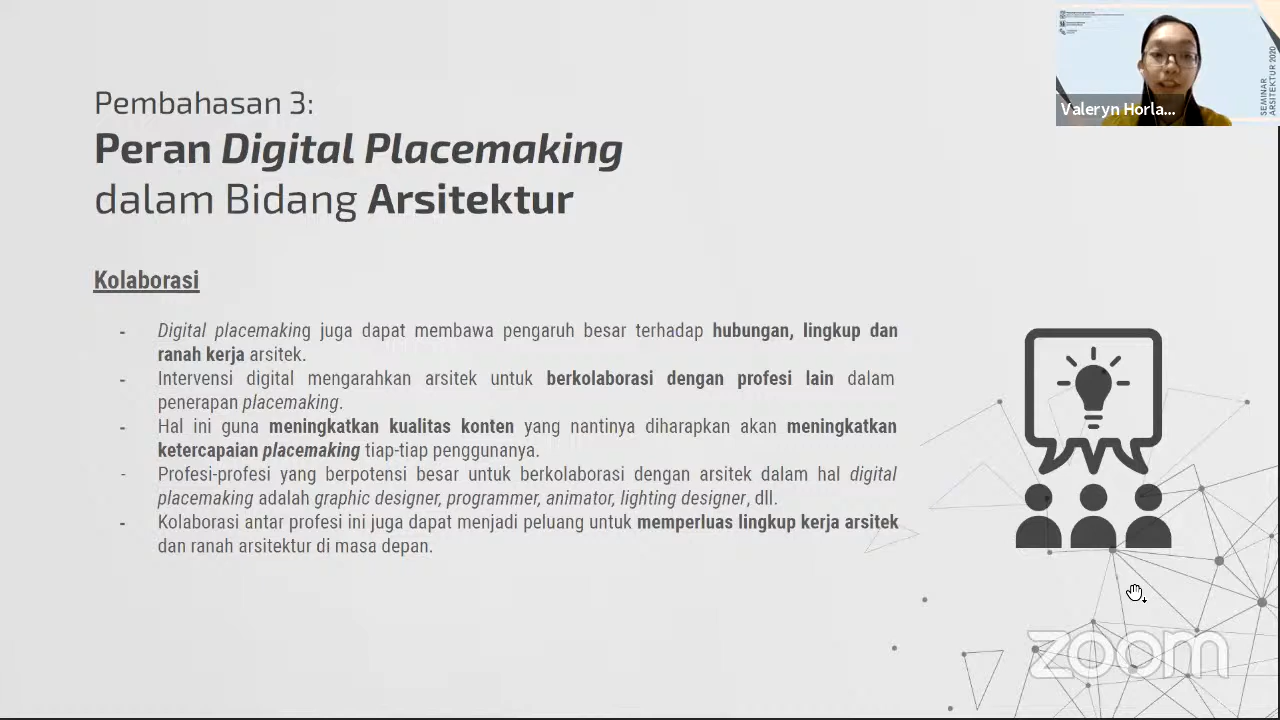 Pembahasan 3:
Peran Digital Placemaking
dalam Bidang Arsitektur
Kolaborasi
- Digital placemaking juga dapat membawa pengaruh besar terhadap hubungan, lingkup dan
ranah kerja arsitek.
- Intervensi digital mengarahkan arsitek untuk berkolaborasi dengan profesi lain dalam
penerapan placemaking.
- Hal ini guna meningkatkan kualitas konten yang nantinya diharapkan akan meningkatkan
ketercapaian placemaking tiap-tiap penggunanya.
- Profesi-profesi yang berpotensi besar untuk berkolaborasi dengan arsitek dalam hal digital
placemaking adalah graphic designer, programmer, animator, lighting designer, dll.
- Kolaborasi antar profesi ini juga dapat menjadi peluang untuk memperluas lingkup kerja arsitek
dan ranah arsitektur di masa depan.
Valeryn Horla...
SEMINAR
ARSITEKTUR 2020
zoom